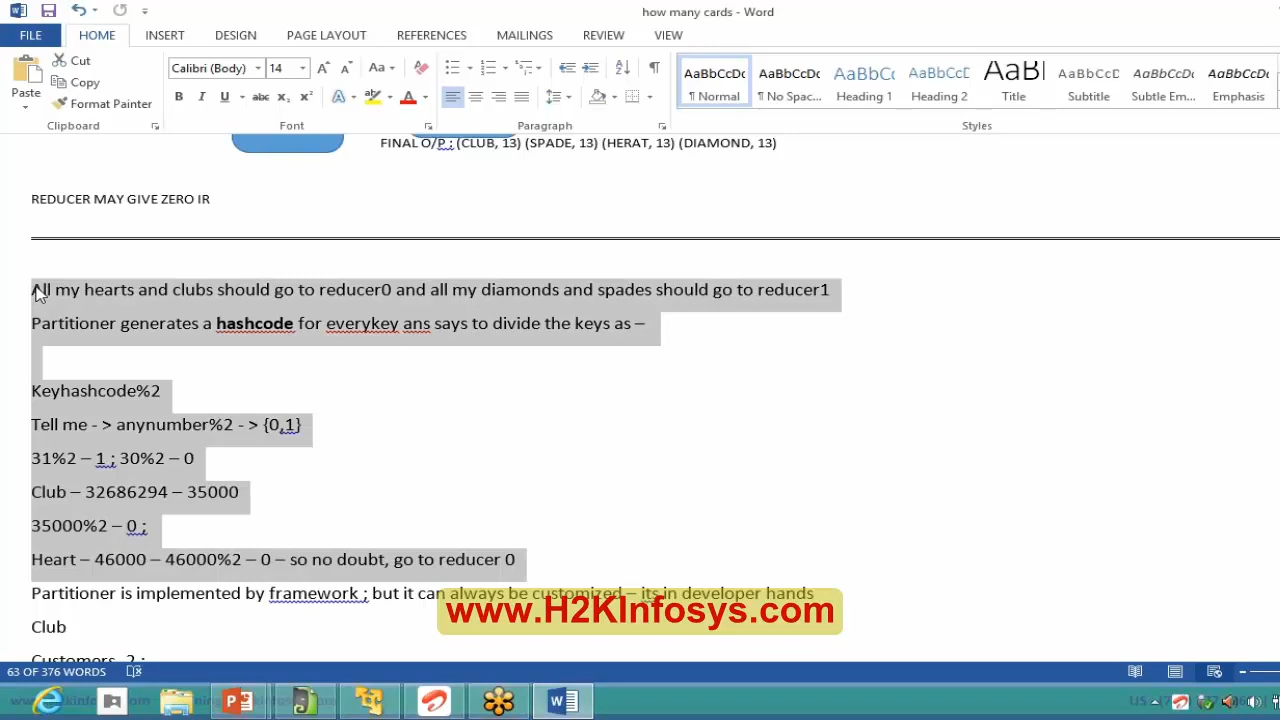 how many cards - Word
FILE HOME INSERT DESIGN PAGE LAYOUT REFERENCES MAILINGS REVIEW VIEW
Paste
Cut
Copy
Format Painter
Calibri (Body) 14
AaBbCcDc AaBbCcDc AaBbCc AaBbCcD AaB AaBbCcD AaBbCcDc AaBbCcDc
¶ Normal ¶ No Spac... Heading 1 Heading 2 Title Subtitle Subtle Em... Emphasis
Clipboard Font Paragraph Styles
FINAL O/P ; (CLUB, 13) (SPADE, 13) (HERAT, 13) (DIAMOND, 13)
REDUCER MAY GIVE ZERO IR
All my hearts and clubs should go to reducer0 and all my diamonds and spades should go to reducer1
Partitioner generates a hashcode for everykey ans says to divide the keys as –
Keyhashcode%2
Tell me - > anynumber%2 - > {0,1}
31%2 – 1 ; 30%2 – 0
Club – 32686294 – 35000
35000%2 – 0 ;
Heart – 46000 – 46000%2 – 0 – so no doubt, go to reducer 0
Partitioner is implemented by framework ; but it can always be customized – its in developer hands
www.H2KInfosys.com
Club
Customers 2 ;
63 OF 376 WORDS